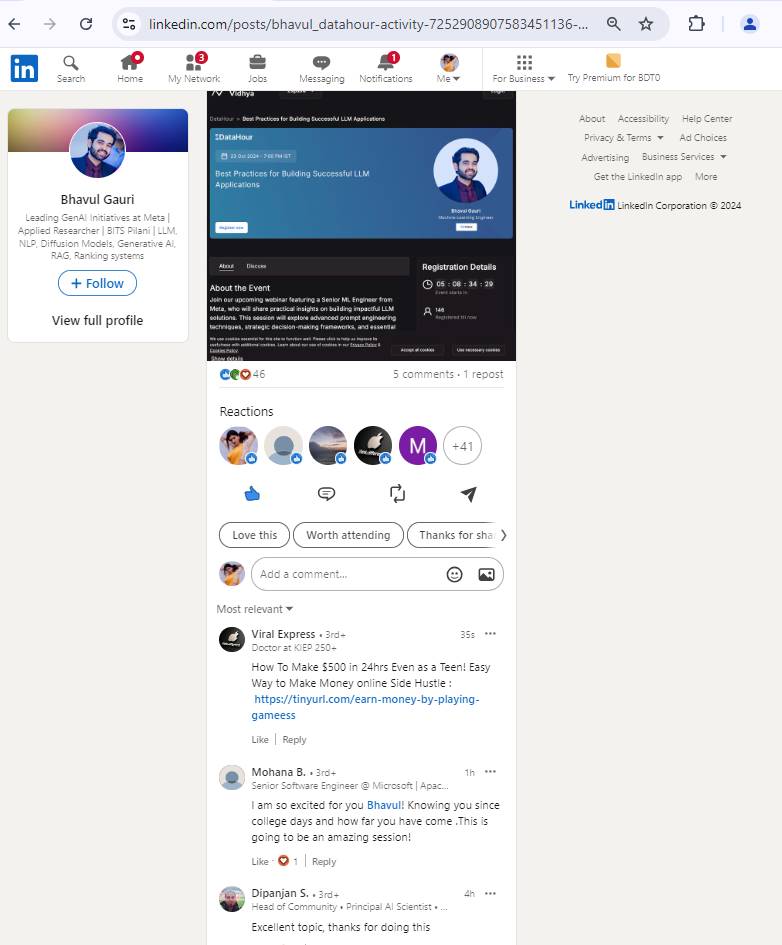 linkedin.com/posts/bhavul_datahour-activity-7252908907583451136-...
in
Search
Home
3
My Network
Jobs
Messaging
1
Notifications
Me
For Business
Try Premium for BDT0
Bhavul Gauri
Leading GenAI Initiatives at Meta |
Applied Researcher | BITS Pilani | LLM,
NLP, Diffusion Models, Generative AI,
RAG, Ranking systems
+ Follow
View full profile
Vidhya
DataHour > Best Practices for Building Successful LLM Applications
DataHour
23 Oct 2024 - 7:00 PM IST
Best Practices for Building Successful LLM
Applications
Register now
Bhavul Gauri
Machine Learning Engineer
About
Discuss
About the Event
Join our upcoming webinar featuring a Senior ML Engineer from
Meta, who will share practical insights on building impactful LLM
solutions. This session will explore advanced prompt engineering
techniques, strategic decision-making frameworks, and essential
Registration Details
05 : 08 : 34 : 29
Event starts in
146
Registered till now
We use cookies essential for this site to function well. Please click to help us improve its
usefulness with additional cookies. Learn about our use of cookies in our Privacy Policy &
Cookies Policy.
Show details
Accept all cookies
Use necessary cookies
46
5 comments · 1 repost
Reactions
M
+41
Love this
Worth attending
Thanks for sha
Add a comment...
Most relevant
Viral Express • 3rd+
35s
Doctor at KIEP 250+
How To Make $500 in 24hrs Even as a Teen! Easy
Way to Make Money online Side Hustle :
https://tinyurl.com/earn-money-by-playing-
gameess
Like | Reply
Mohana B. • 3rd+
1h
Senior Software Engineer @ Microsoft | Apac...
I am so excited for you Bhavul! Knowing you since
college days and how far you have come .This is
going to be an amazing session!
Like · 1 | Reply
Dipanjan S. • 3rd+
4h
Head of Community • Principal AI Scientist • ...
Excellent topic, thanks for doing this
About
Accessibility
Help Center
Privacy & Terms
Ad Choices
Advertising
Business Services
Get the LinkedIn app
More
LinkedIn LinkedIn Corporation © 2024